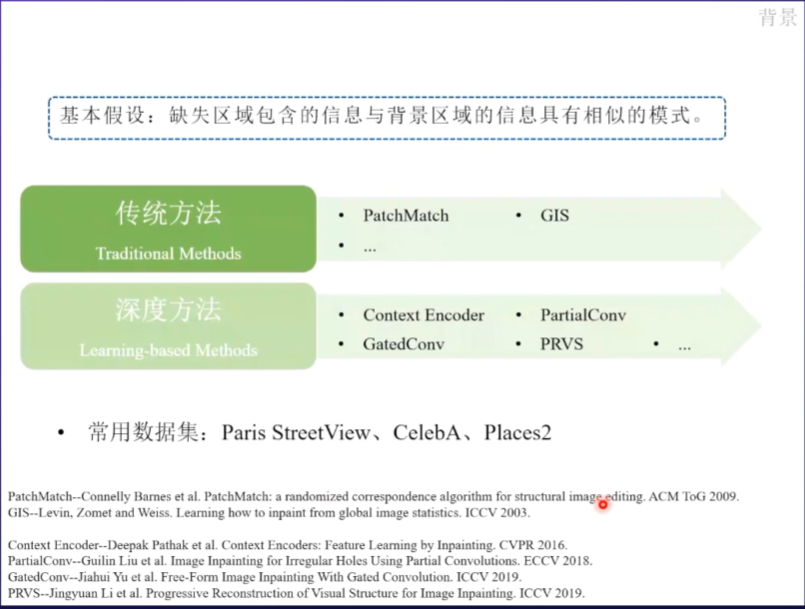 背景
基本假设：缺失区域包含的信息与背景区域的信息具有相似的模式。
传统方法
Traditional Methods
• PatchMatch • GIS
• ...
深度方法
Learning-based Methods
• Context Encoder • PartialConv
• GatedConv • PRVS • ...
• 常用数据集：Paris StreetView、CelebA、Places2
PatchMatch--Connelly Barnes et al. PatchMatch: a randomized correspondence algorithm for structural image editing. ACM ToG 2009.
GIS--Levin, Zomet and Weiss. Learning how to inpaint from global image statistics. ICCV 2003.
Context Encoder--Deepak Pathak et al. Context Encoders: Feature Learning by Inpainting. CVPR 2016.
PartialConv--Guilin Liu et al. Image Inpainting for Irregular Holes Using Partial Convolutions. ECCV 2018.
GatedConv--Jiahui Yu et al. Free-Form Image Inpainting With Gated Convolution. ICCV 2019.
PRVS--Jingyuan Li et al. Progressive Reconstruction of Visual Structure for Image Inpainting. ICCV 2019.